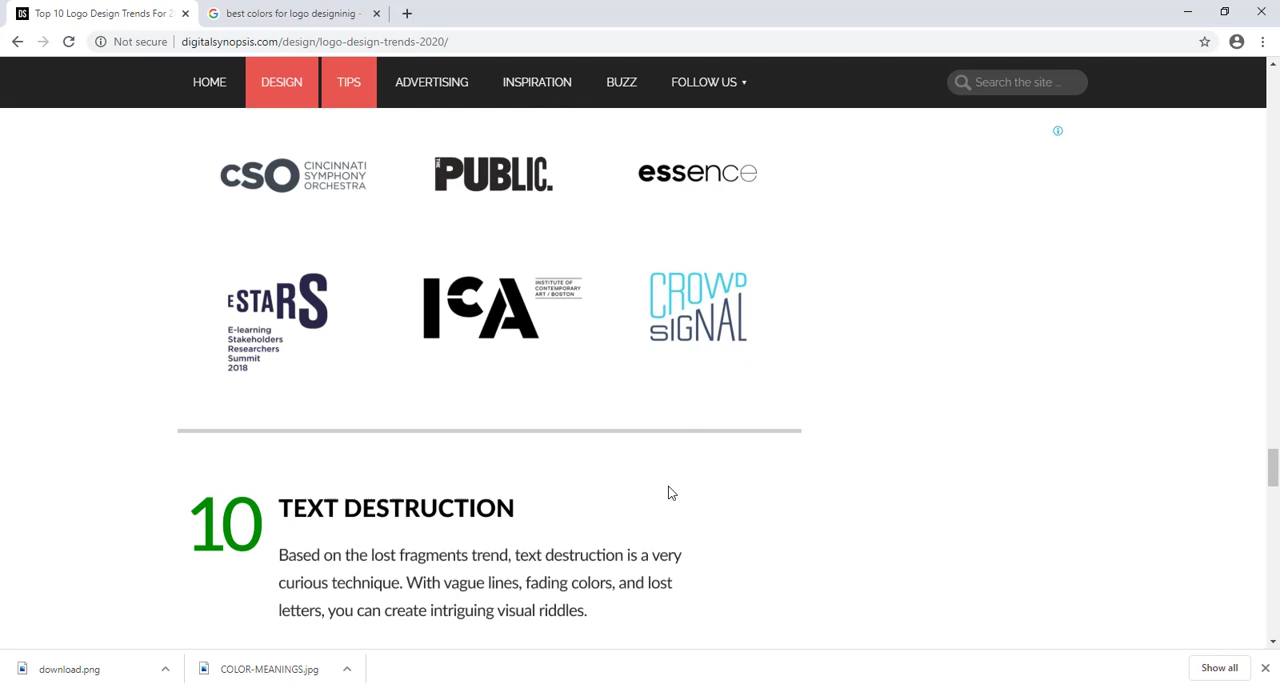 Top 10 Logo Design Trends For 2
best colors for logo designinig -
Not secure
digitalsynopsis.com/design/logo-design-trends-2020/
HOME
DESIGN
TIPS
ADVERTISING
INSPIRATION
BUZZ
FOLLOW US
Search the site ...
cso CINCINNATI
SYMPHONY
ORCHESTRA
THE PUBLIC.
essence
eSTARS
E-learning
Stakeholders
Researchers
Summit
2018
ICA
INSTITUTE OF
CONTEMPORARY
ART / BOSTON
CROWD
SIGNAL
10 TEXT DESTRUCTION
Based on the lost fragments trend, text destruction is a very
curious technique. With vague lines, fading colors, and lost
letters, you can create intriguing visual riddles.
download.png
COLOR-MEANINGS.jpg
Show all